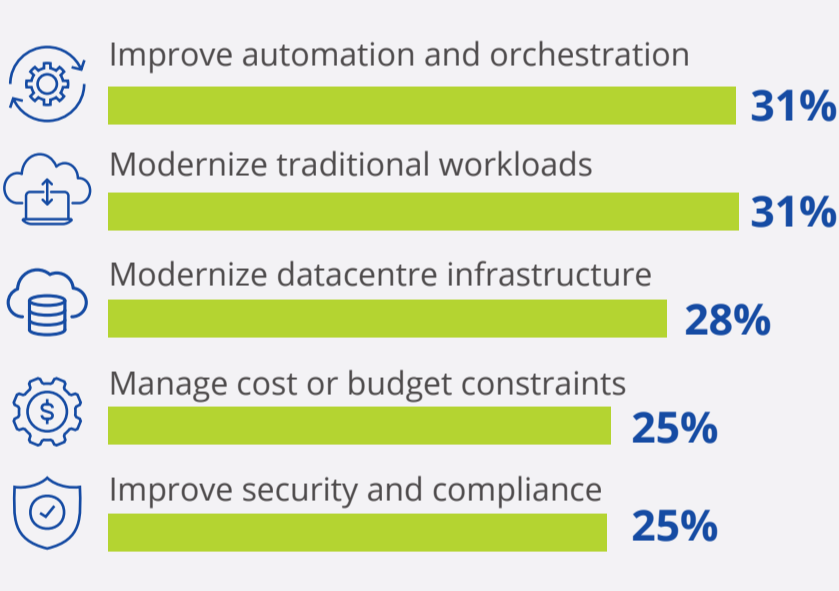 Improve automation and orchestration
31%
Modernize traditional workloads
31%
Modernize datacentre infrastructure
28%
Manage cost or budget constraints
$
25%
Improve security and compliance
25%